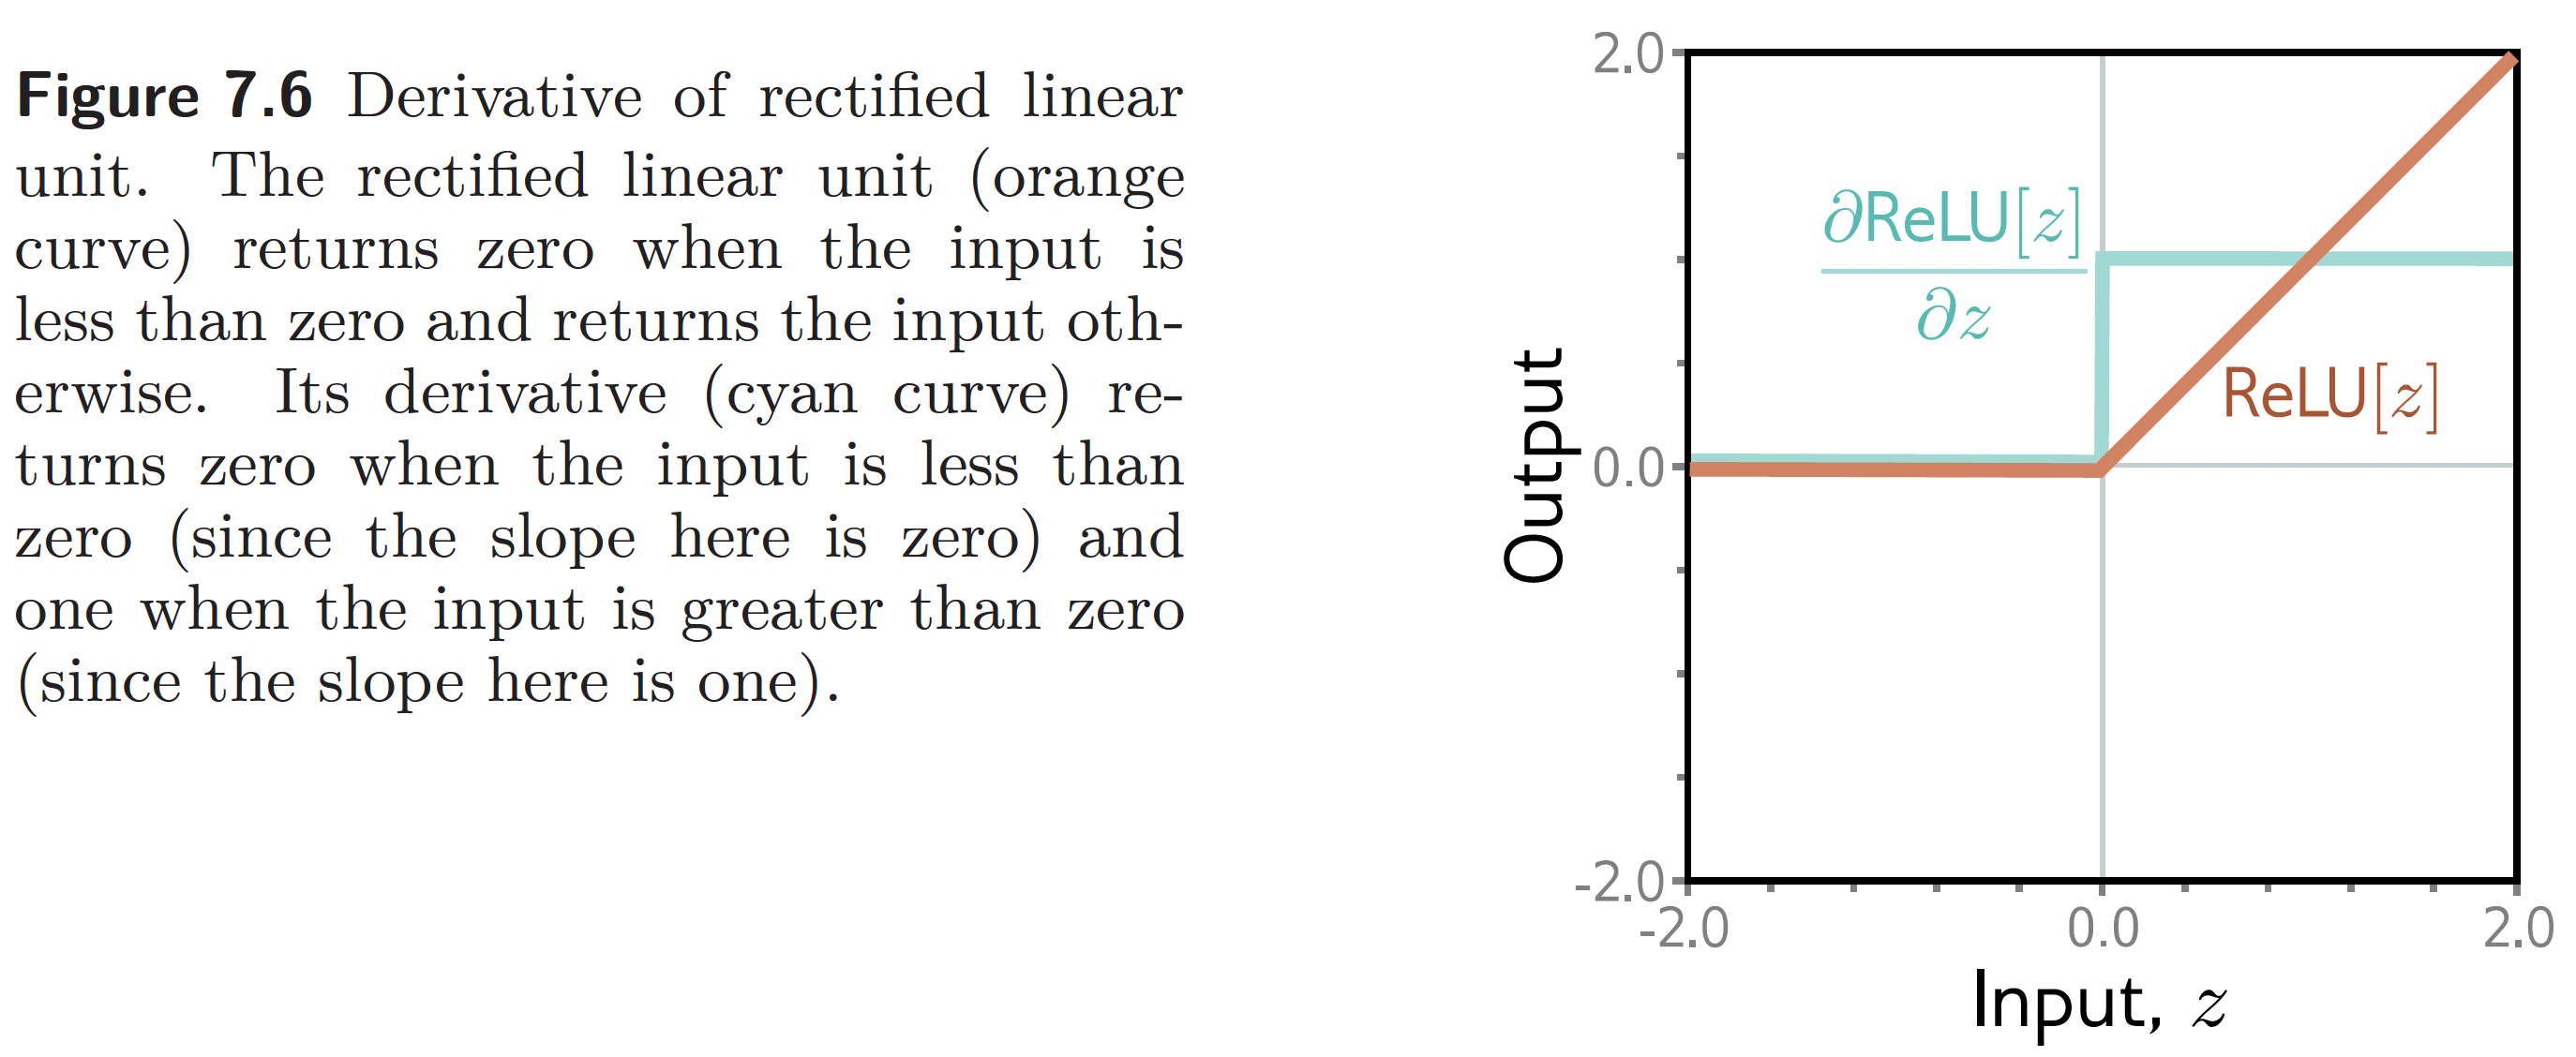 Figure 7.6 Derivative of rectified linear
unit. The rectified linear unit (orange
curve) returns zero when the input is
less than zero and returns the input oth-
erwise. Its derivative (cyan curve) re-
turns zero when the input is less than
zero (since the slope here is zero) and
one when the input is greater than zero
(since the slope here is one).
2.0
∂ReLU[z]
∂z
ReLU[z]
Output
0.0
-2.0
-2.0 0.0 2.0
Input, z